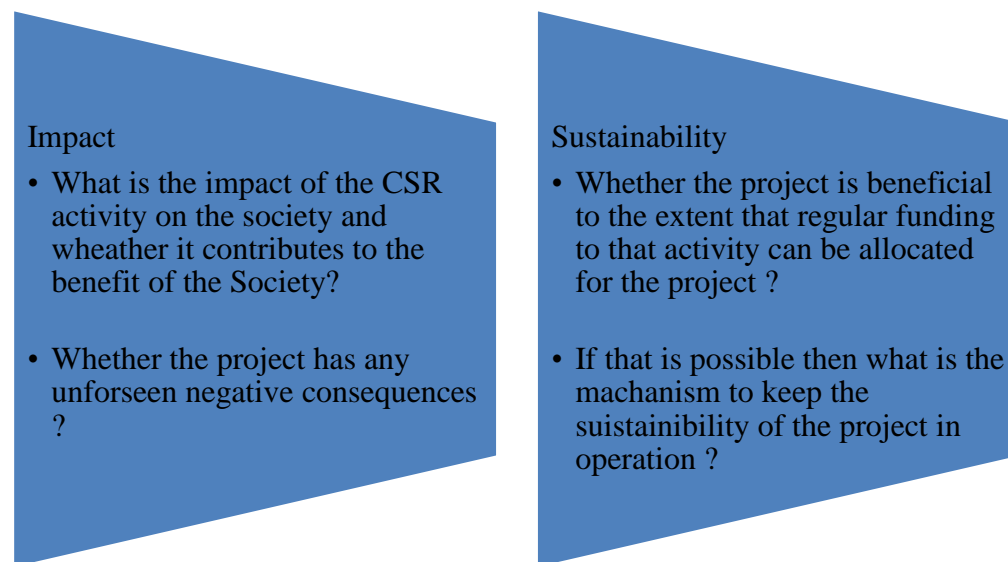 Impact
• What is the impact of the CSR
activity on the society and
wheather it contributes to the
benefit of the Society?
• Whether the project has any
unforseen negative consequences
?
Sustainability
• Whether the project is beneficial
to the extent that regular funding
to that activity can be allocated
for the project ?
• If that is possible then what is the
machanism to keep the
suistainibility of the project in
operation ?